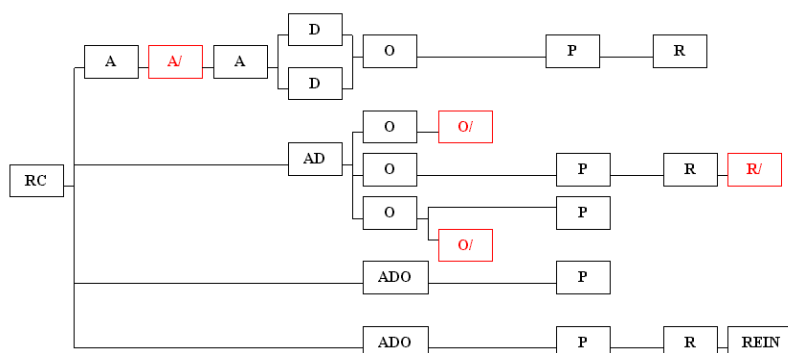 D
A A/ A O P R
D
O O/
AD O P R R/
RC
O P
O/
ADO P
ADO P R REIN